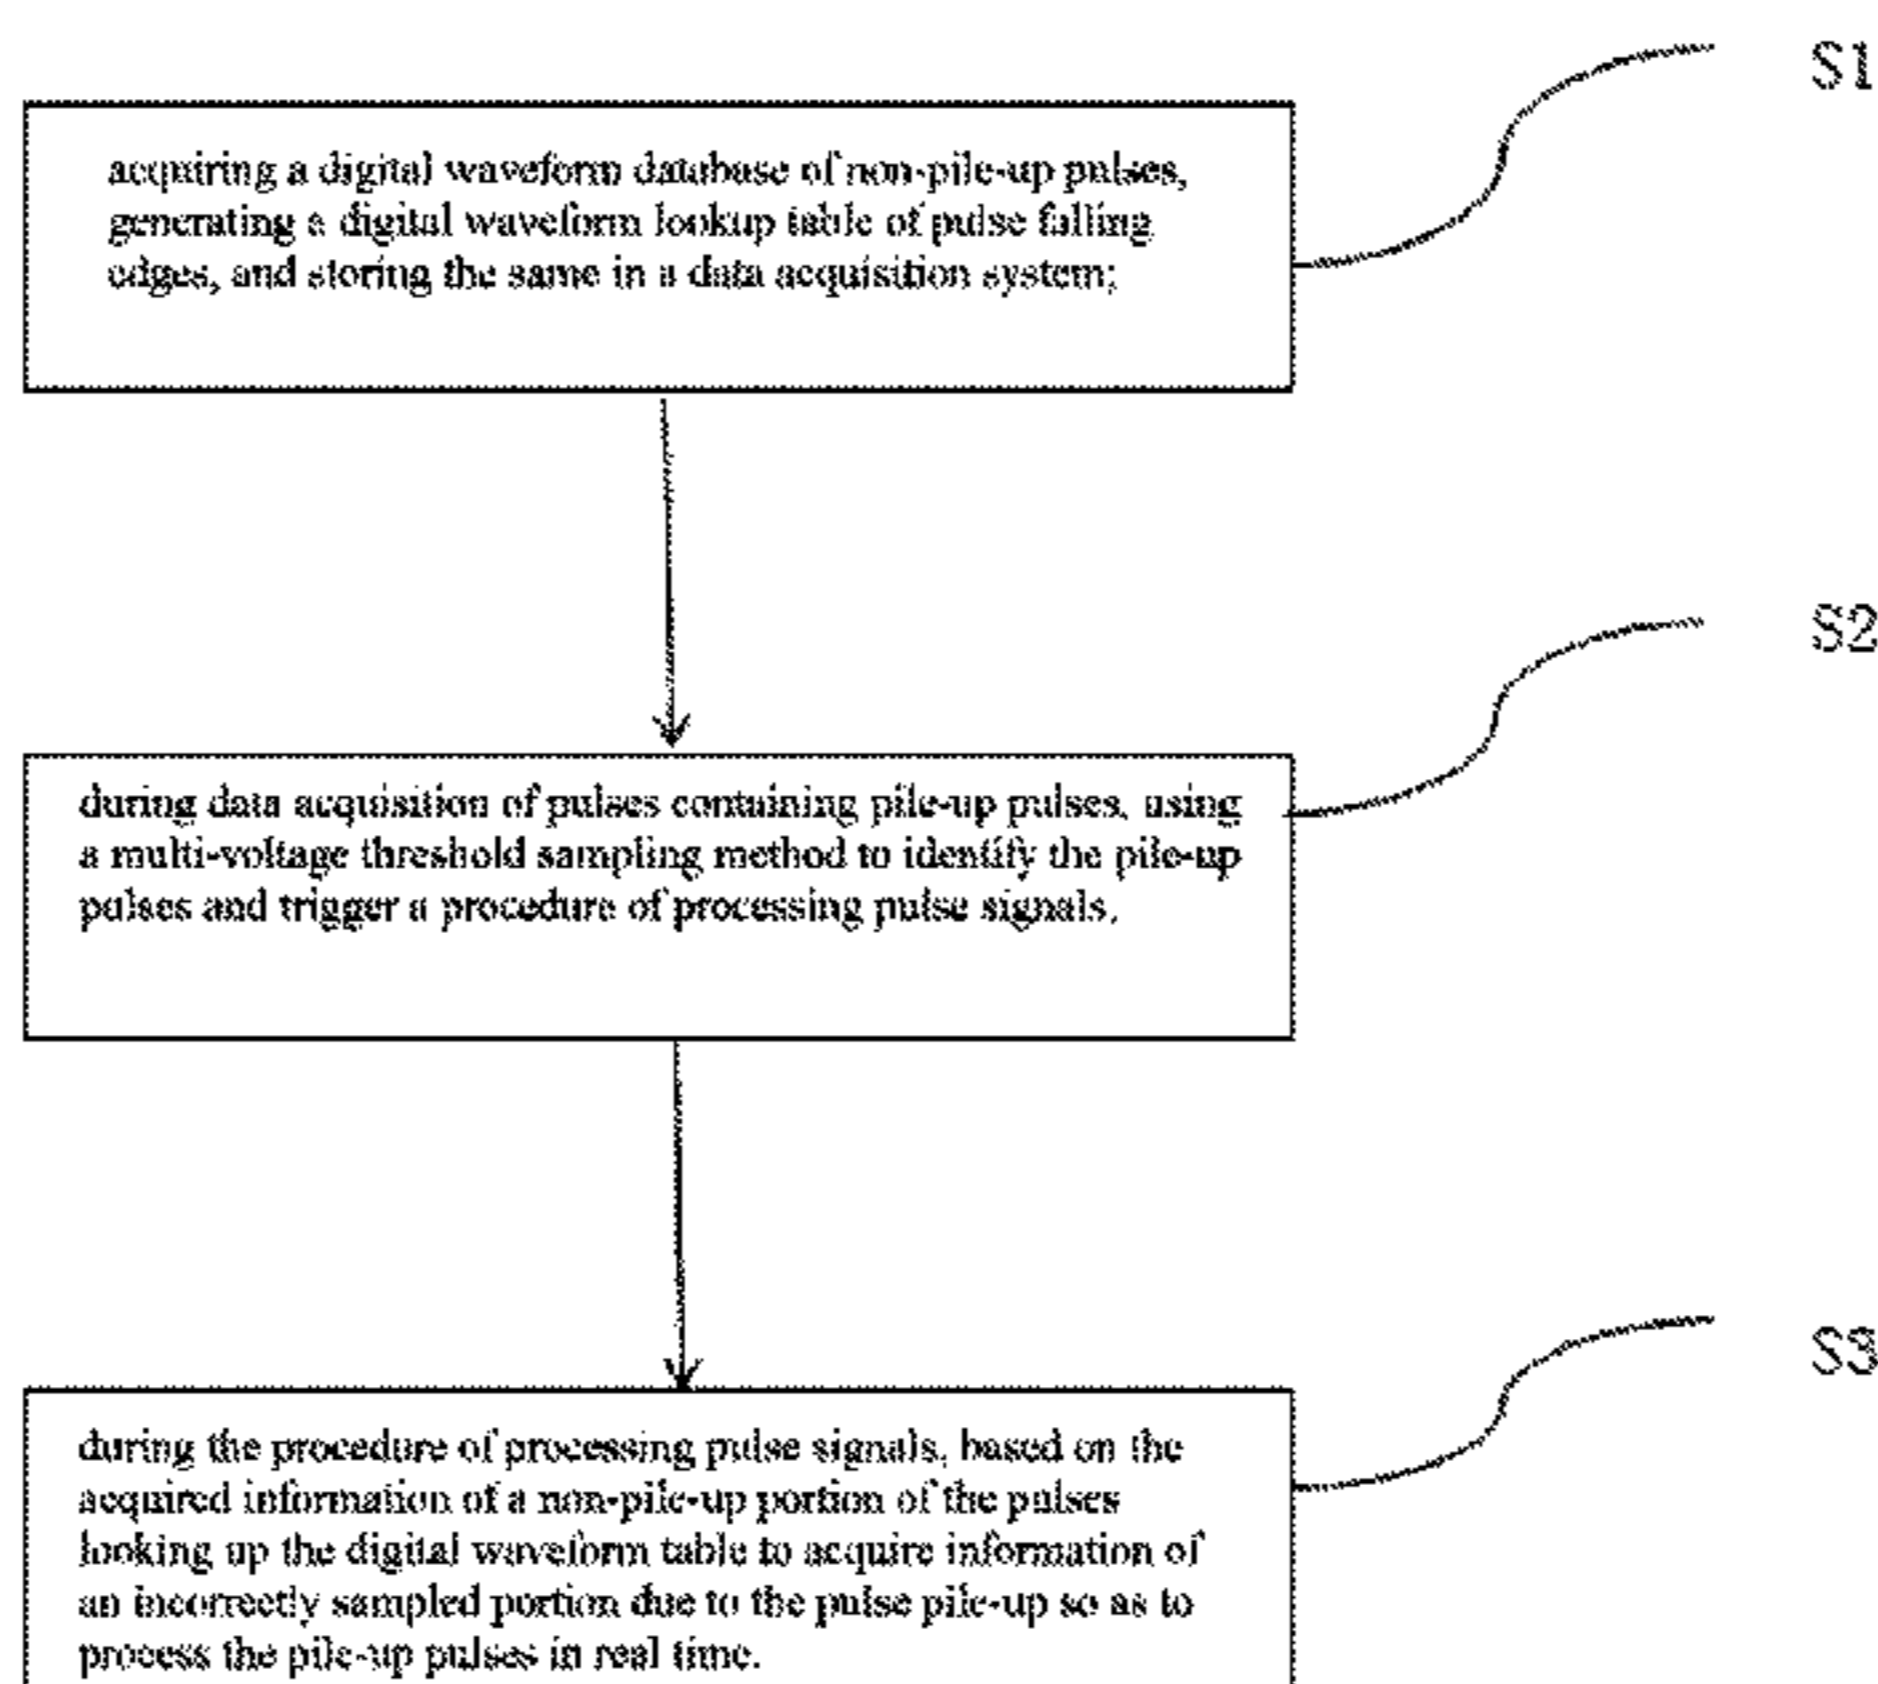 S1
acquiring a digital waveform database of non-pile-up pulses,
generating a digital waveform lookup table of pulse falling
edges, and storing the same in a data acquisition system;
S2
during data acquisition of pulses containing pile-up pulses, using
a multi-voltage threshold sampling method to identify the pile-up
pulses and trigger a procedure of processing pulse signals,
S3
during the procedure of processing pulse signals, based on the
acquired information of a non-pile-up portion of the pulses
looking up the digital waveform table to acquire information of
an incorrectly sampled portion due to the pulse pile-up so as to
process the pile-up pulses in real time.